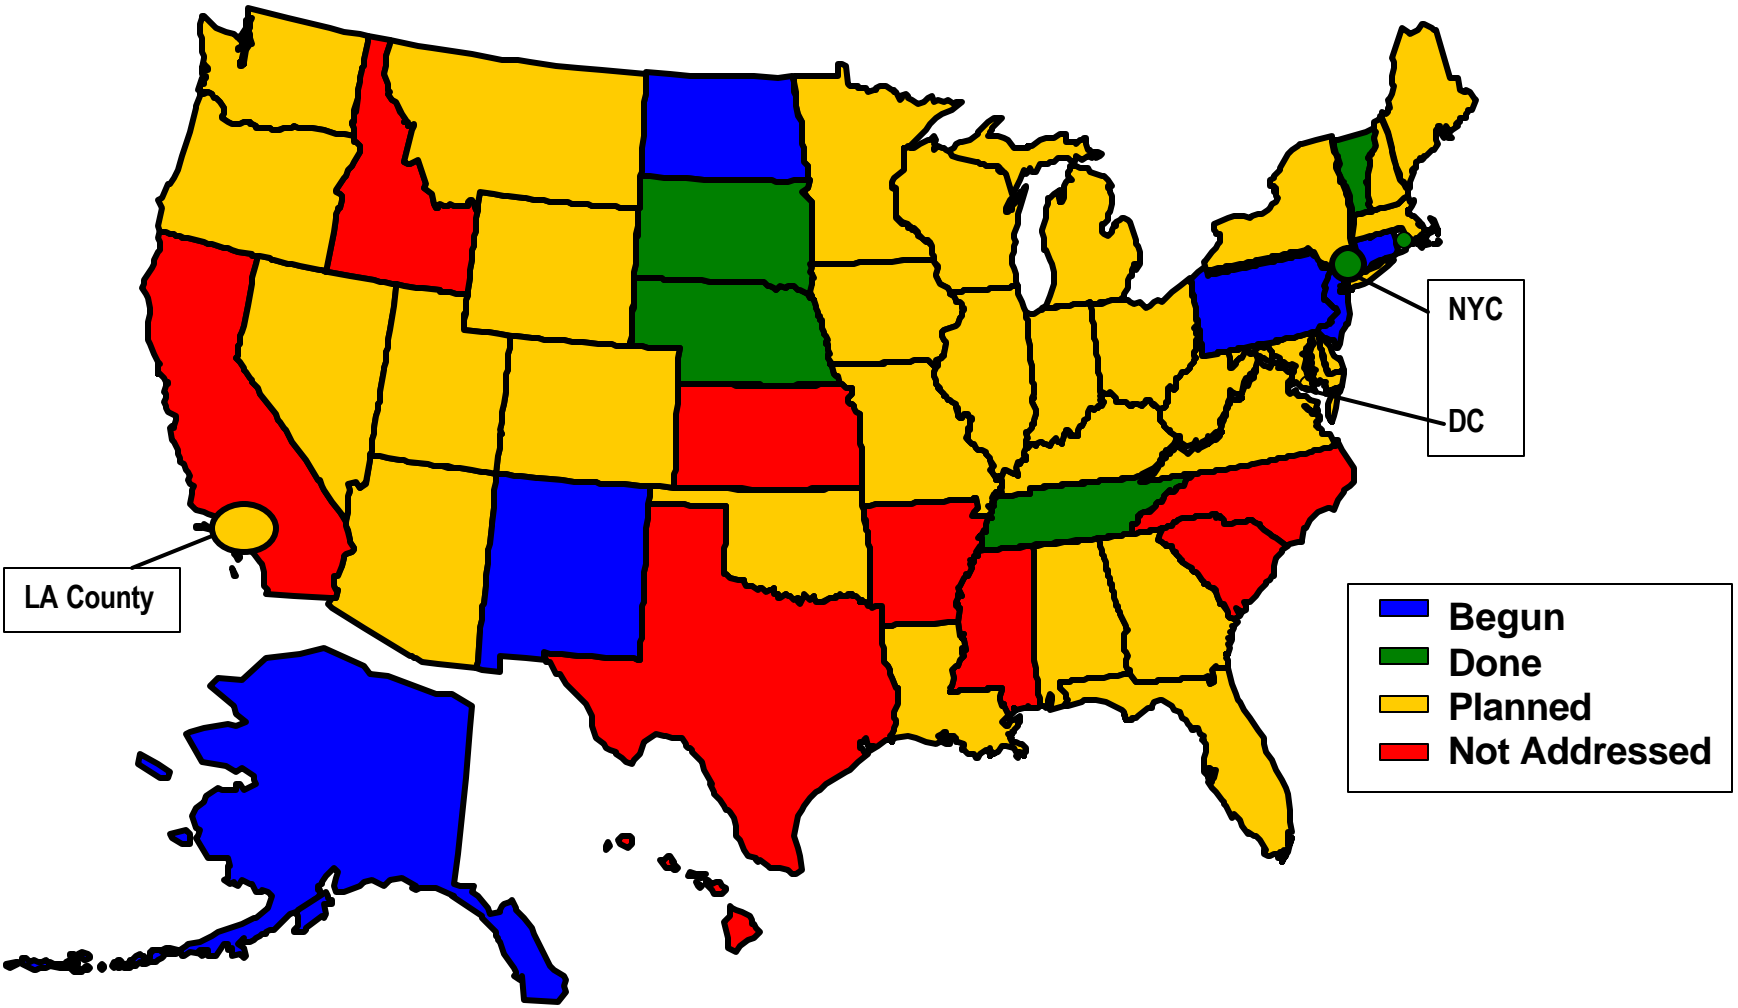 NYC
DC
LA County
Begun
Done
Planned
Not Addressed